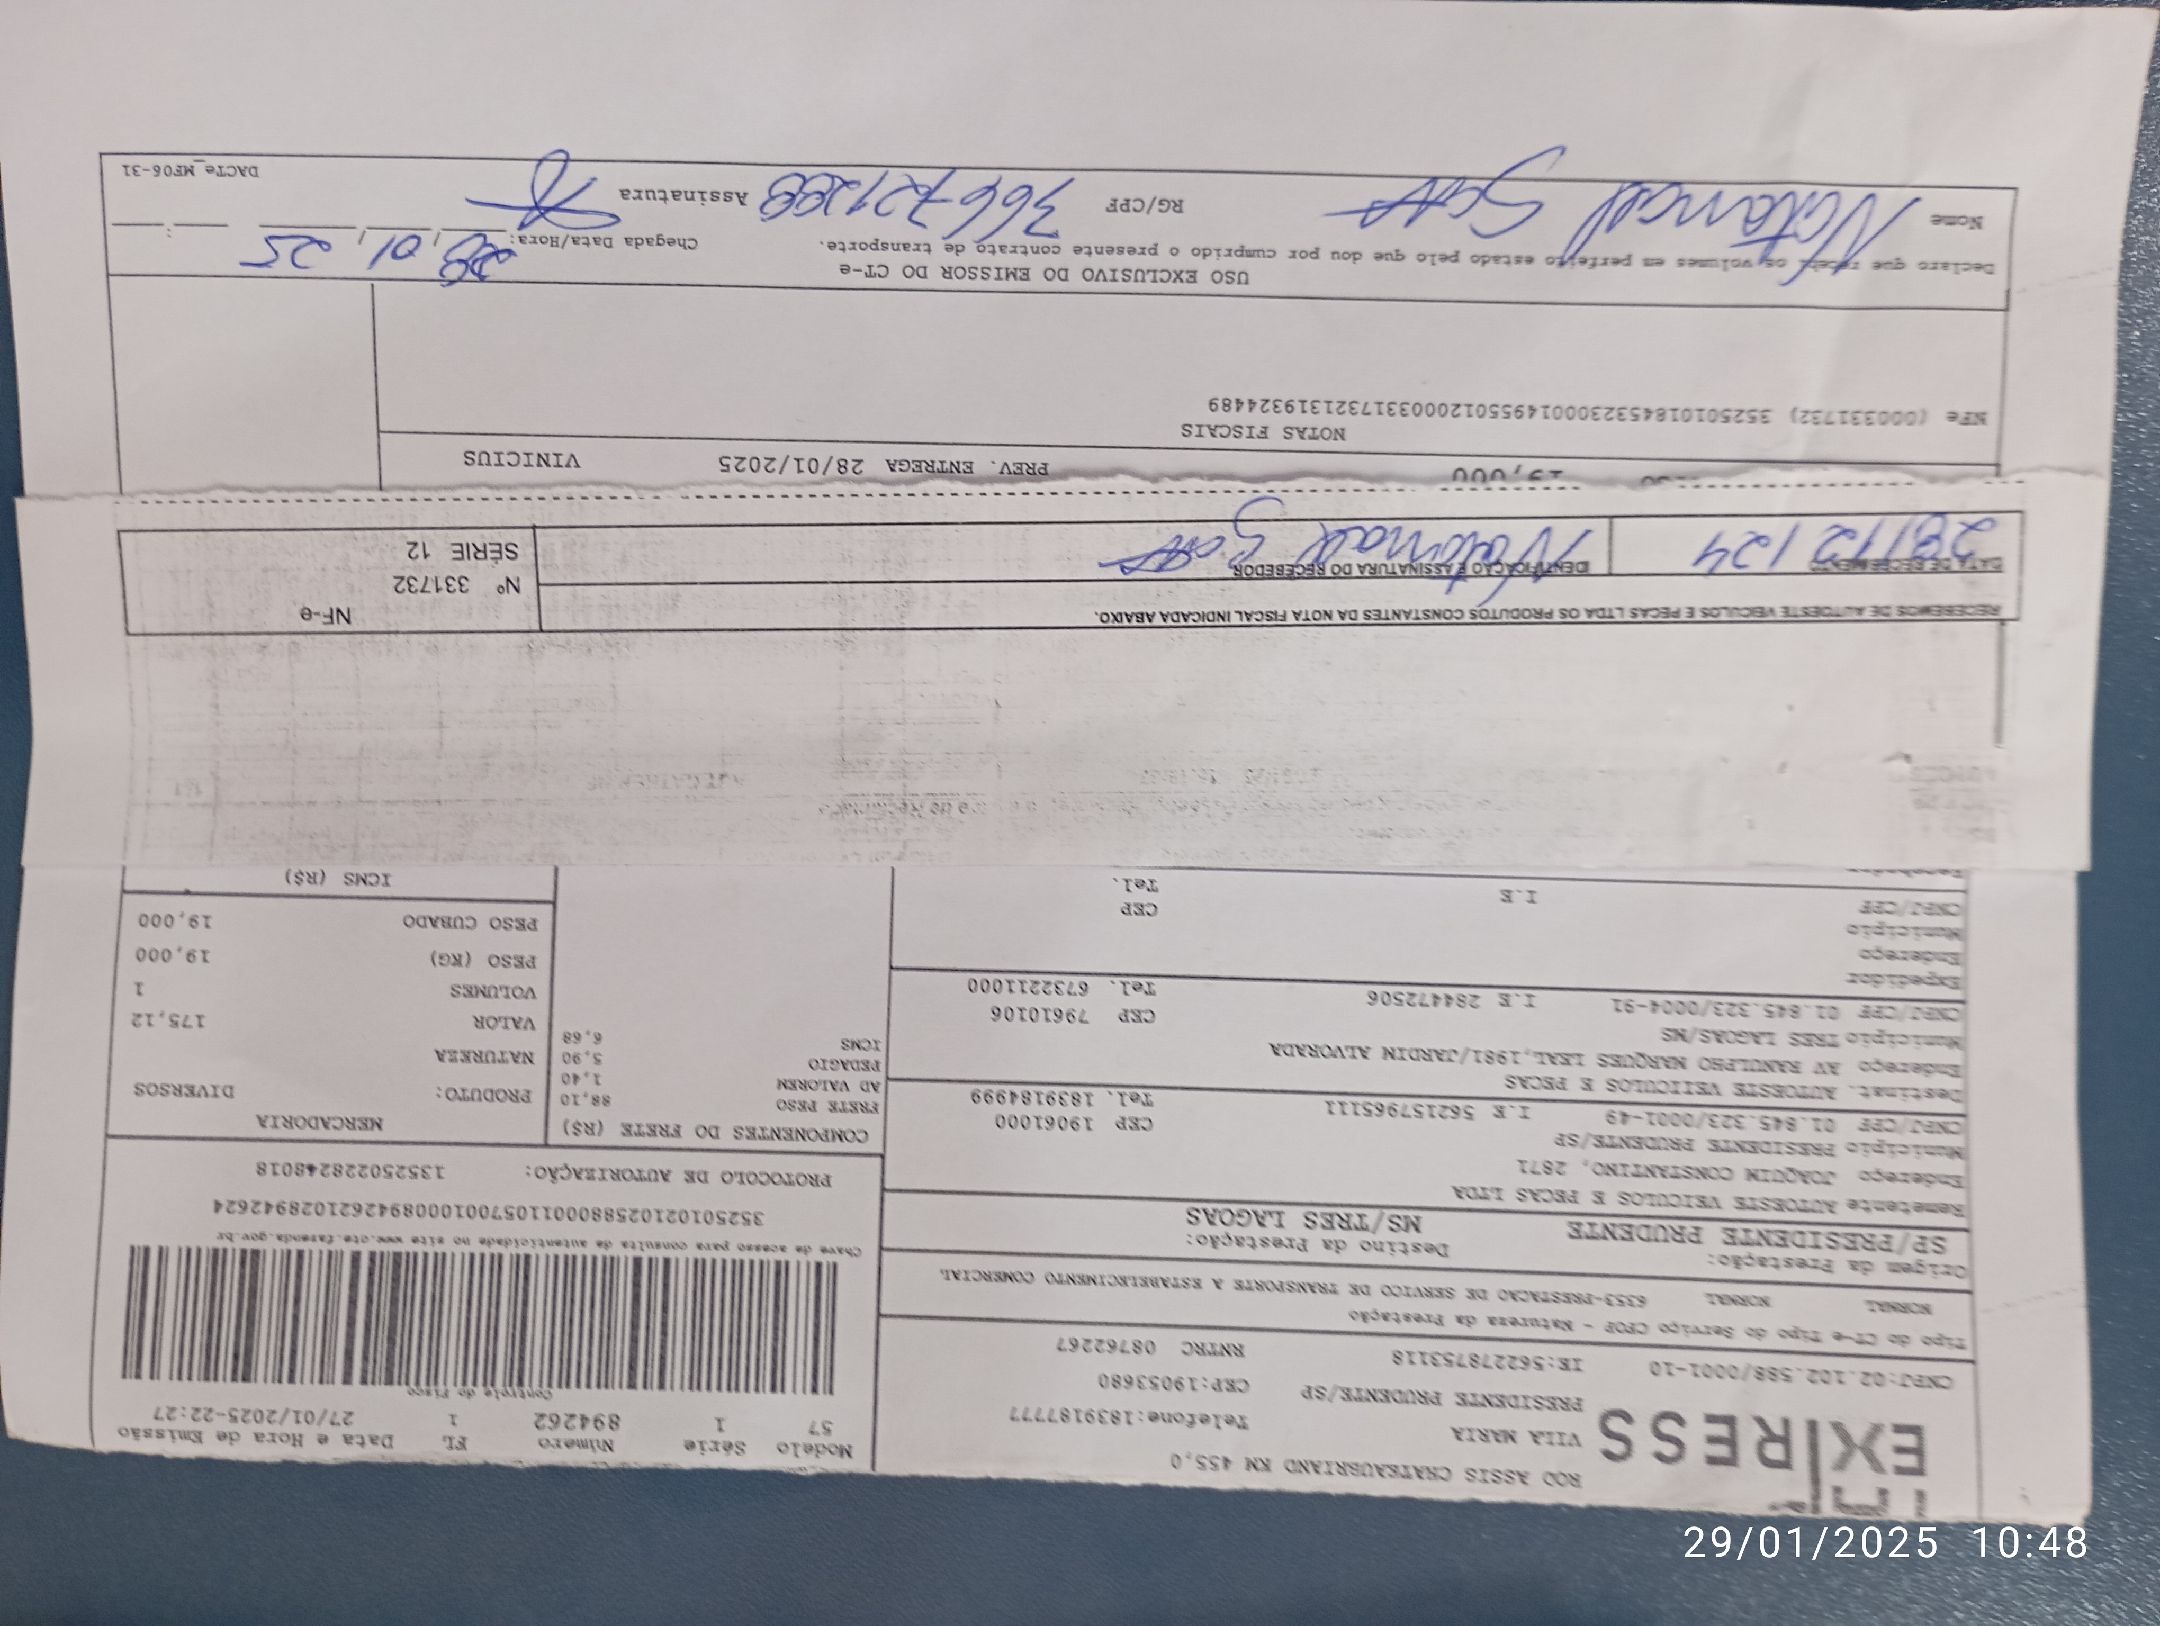 EXPRESS
ROD ASSIS CHATEAUBRIAND KM 455,0
VILA MARIA Telefone:1839187777
PRESIDENTE PRUDENTE/SP CEP:19053680
CNPJ:02.102.588/0001-10 IE:562278753118 RNTRC 08762267
Modelo Série Número FL Data e Hora de Emissão
57 1 894262 1 27/01/2025-22:27
Controle do Fisco
Tipo do CT-e Tipo do Serviço CFOP - Natureza da Prestação
NORMAL NORMAL 6353-PRESTACAO DE SERVICO DE TRANSPORTE A ESTABELECIMENTO COMERCIAL
Chave de acesso para consulta de autenticidade no site www.cte.fazenda.gov.br
35250102102588000110570010008942621028942624
Origem da Prestação: Destino da Prestação:
SP/PRESIDENTE PRUDENTE MS/TRES LAGOAS
PROTOCOLO DE AUTORIZAÇÃO: 135250228248018
Remetente AUTOESTE VEICULOS E PECAS LTDA
Endereço JOAQUIM CONSTANTINO, 2871
Municipio PRESIDENTE PRUDENTE/SP CEP 19061000
CNPJ/CPF 01.845.323/0001-49 I.E 562157965111 Tel. 1839184999
Destinat. AUTOESTE VEIICULOS E PECAS
Endereço AV RANULPHO MARQUES LEAL,1981/JARDIM ALVORADA
Municipio TRES LAGOAS/MS CEP 79610106
CNPJ/CPF 01.845.323/0004-91 I.E 284472506 Tel. 6732211000
Expedidor
Endereço
Municipio CEP
CNPJ/CPF I.E Tel.
COMPONENTES DO FRETE (R$)
FRETE PESO 88,10
AD VALOREM 1,40
PEDAGIO 5,90
ICMS 6,68
MERCADORIA
PRODUTO: DIVERSOS
NATUREZA
VALOR 175,12
VOLUMES 1
PESO (KG) 19,000
PESO CUBADO 19,000
ICMS (R$)
RECEBEMOS DE AUTOESTE VEICULOS E PECAS LTDA OS PRODUTOS CONSTANTES DA NOTA FISCAL INDICADA ABAIXO.
DATA DE RECEBIMENTO IDENTIFICAÇÃO E ASSINATURA DO RECEBEDOR
28/12/24 Natanael
NF-e
Nº 331732
SÉRIE 12
PREV. ENTREGA 28/01/2025 VINICIUS
NOTAS FISCAIS
NFe (000331732) 35250101845323000149550120003317321319324489
USO EXCLUSIVO DO EMISSOR DO CT-e
Declaro que recebi os volumes em perfeito estado pelo que dou por cumprido o presente contrato de transporte.
Chegada Data/Hora: 28/01/25
Nome Natanael RG/CPF Assinatura
DACTe_MF06-31
29/01/2025 10:48